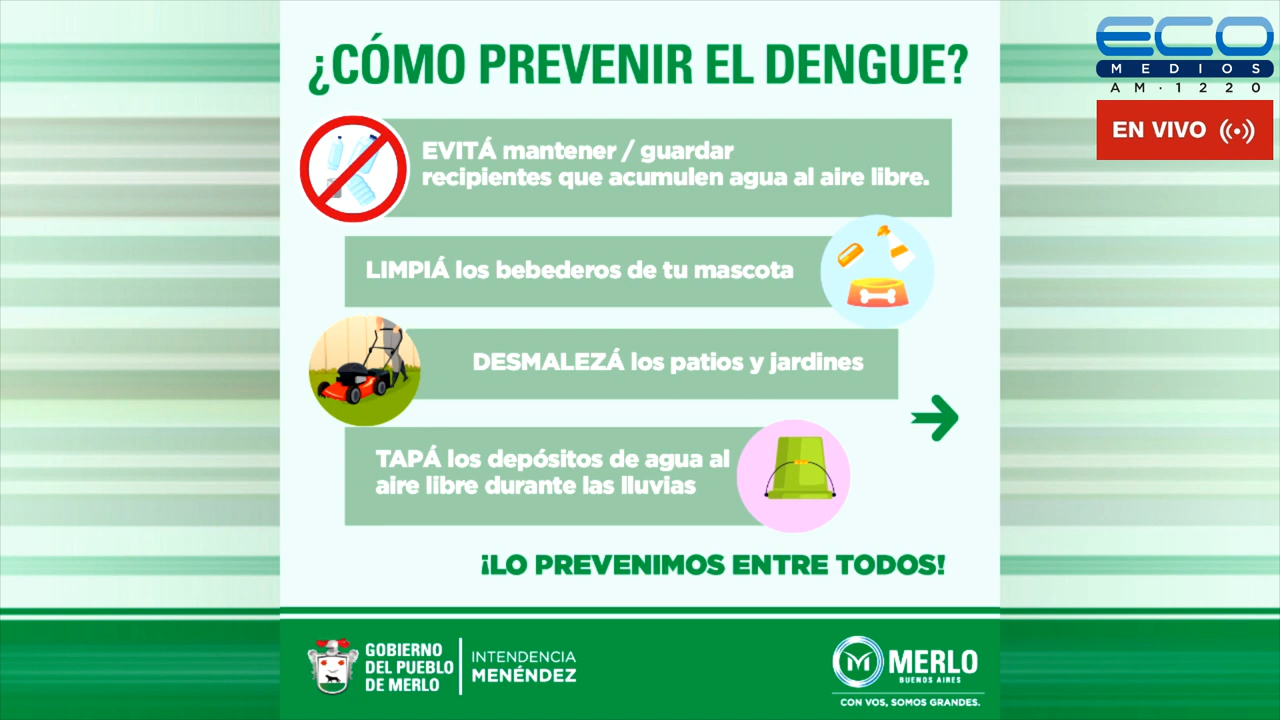 ¿CÓMO PREVENIR EL DENGUE?
ECO
MEDIOS
AM·1220
EN VIVO
EVITÁ mantener / guardar
recipientes que acumulen agua al aire libre.
LIMPIÁ los bebederos de tu mascota
DESMALEZÁ los patios y jardines
TAPÁ los depósitos de agua al
aire libre durante las lluvias
¡LO PREVENIMOS ENTRE TODOS!
GOBIERNO
DEL PUEBLO
DE MERLO
INTENDENCIA
MENÉNDEZ
MERLO
BUENOS AIRES
CON VOS, SOMOS GRANDES.